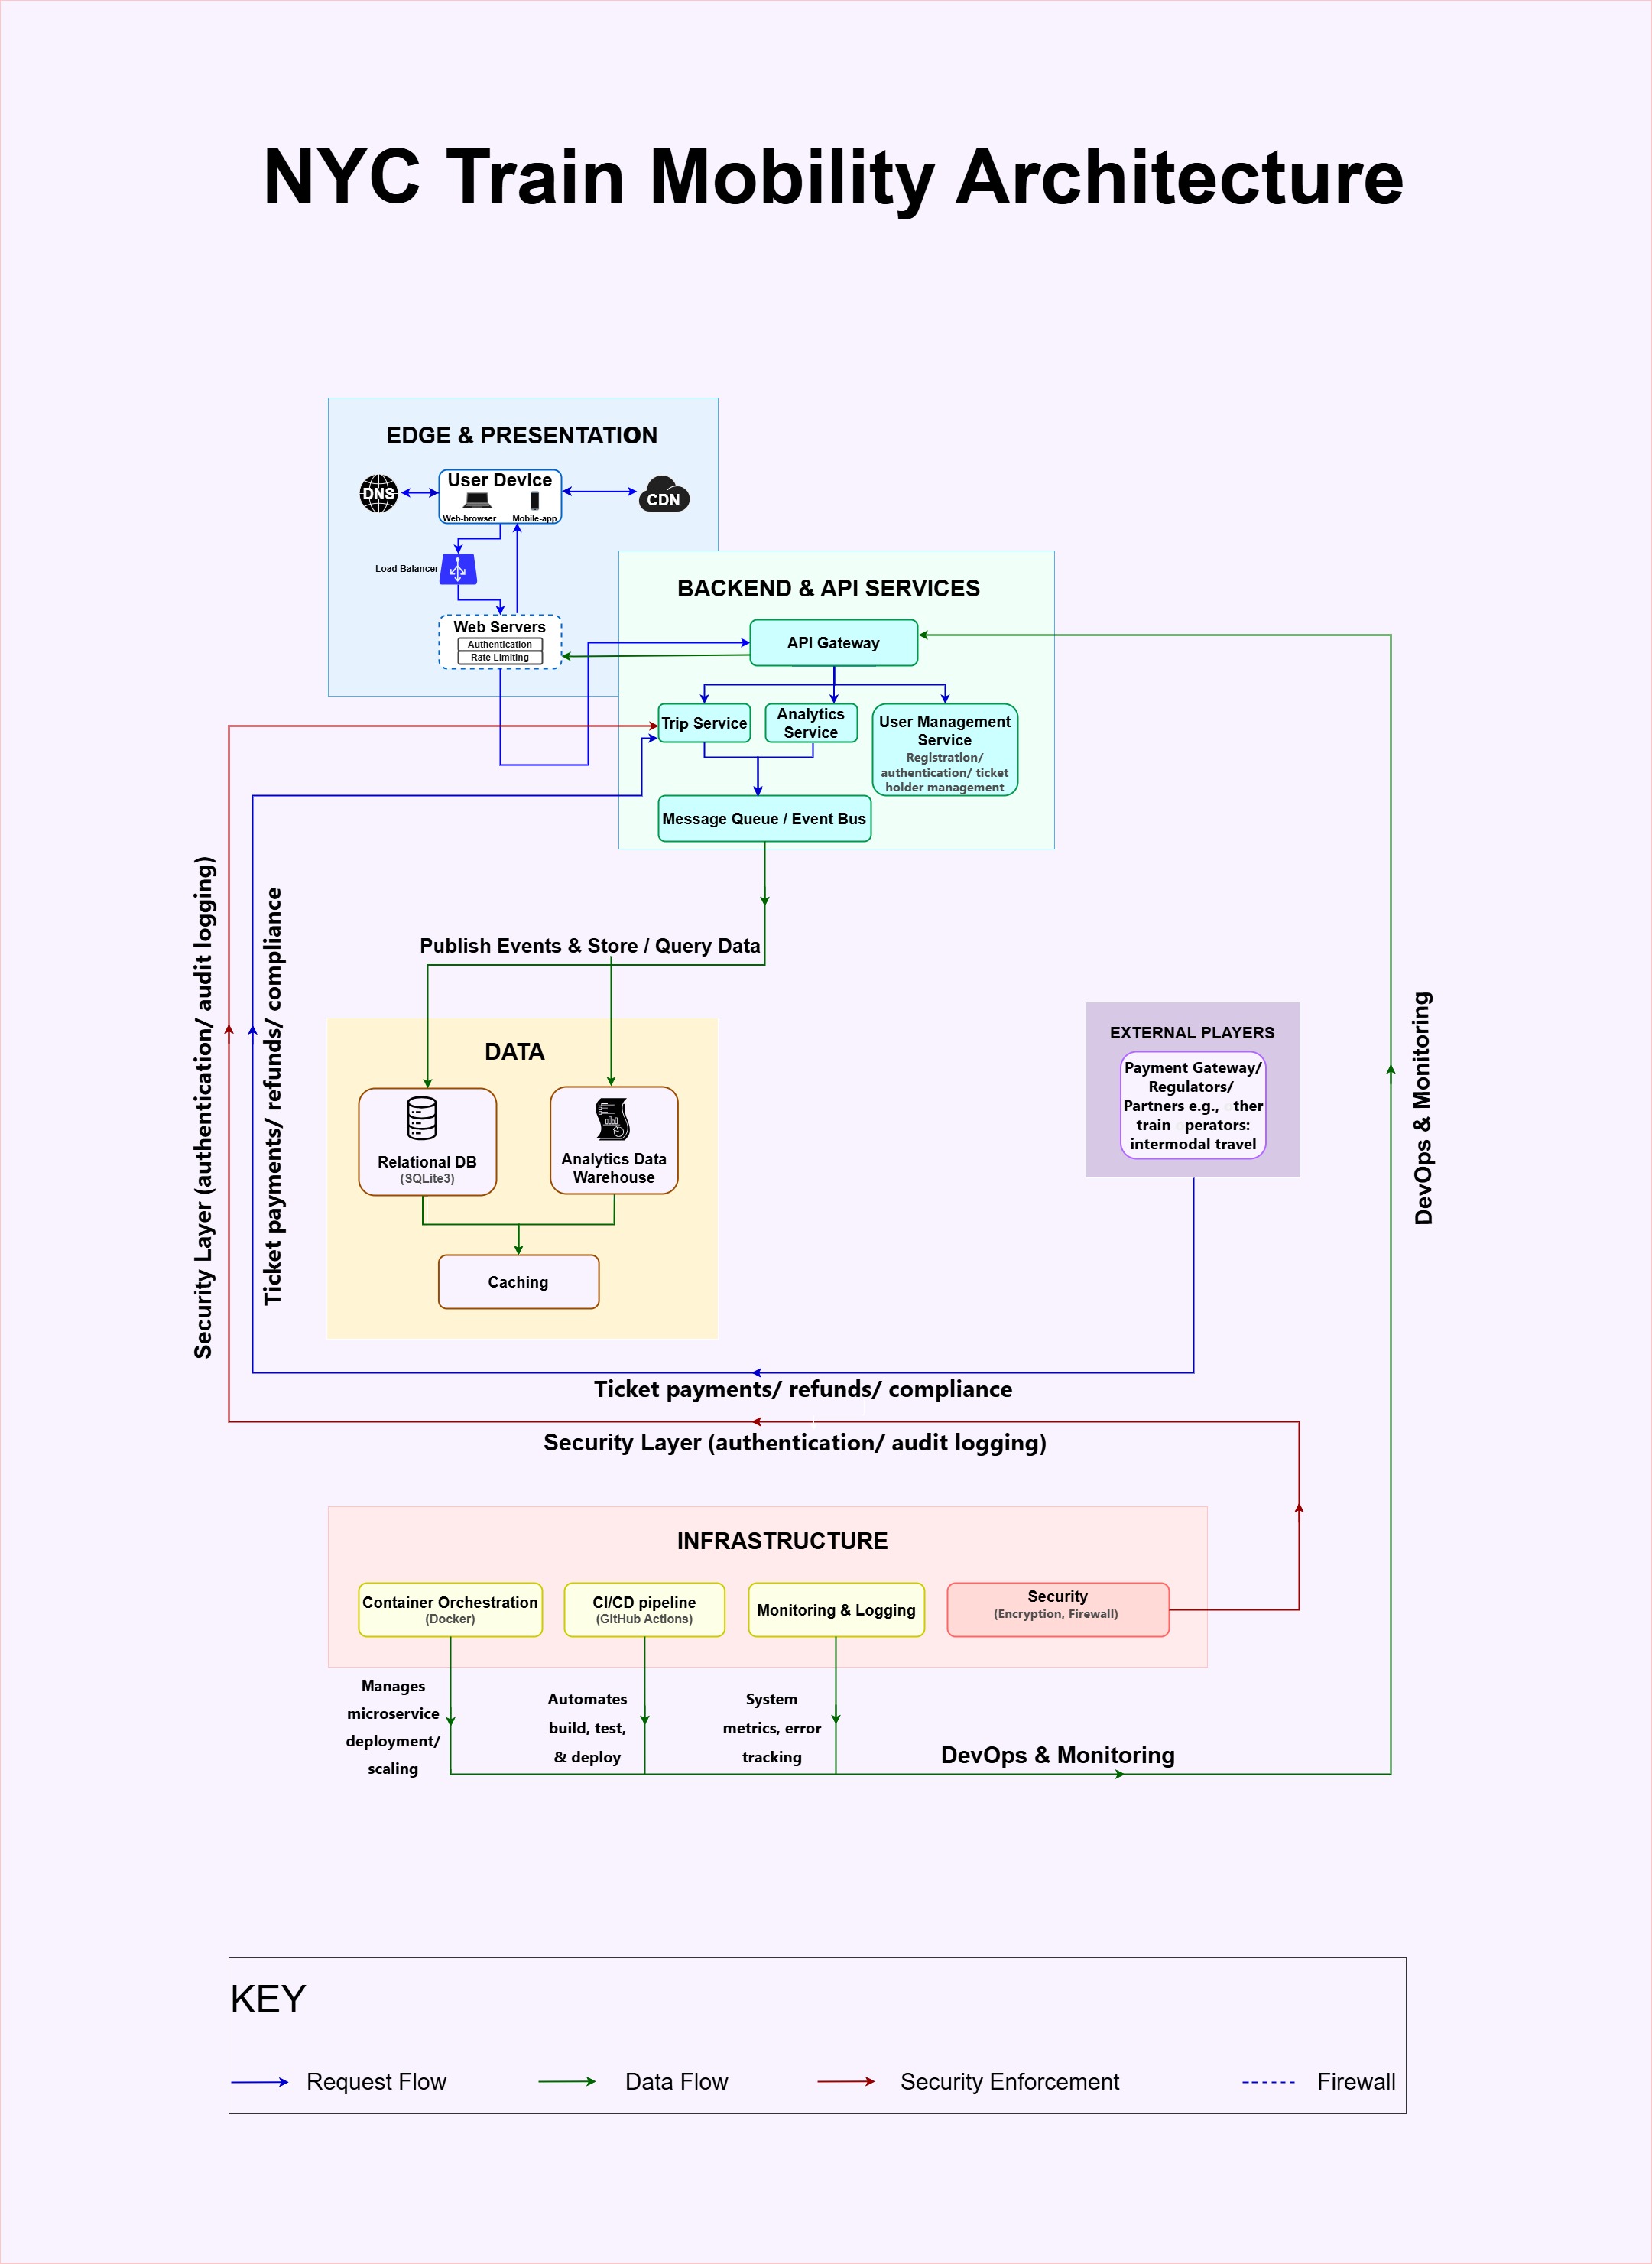 NYC Train Mobility Architecture
EDGE & PRESENTATION
DNS
User Device
Web-browser
Mobile-app
CDN
Load Balancer
Web Servers
Authentication
Rate Limiting
BACKEND & API SERVICES
API Gateway
Trip Service
Analytics
Service
User Management
Service
Registration/
authentication/ ticket
holder management
Message Queue / Event Bus
Security Layer (authentication/ audit logging)
Ticket payments/ refunds/ compliance
Publish Events & Store / Query Data
DATA
Relational DB
(SQLite3)
Analytics Data
Warehouse
Caching
EXTERNAL PLAYERS
Payment Gateway/
Regulators/
Partners e.g., other
train operators:
intermodal travel
DevOps & Monitoring
Ticket payments/ refunds/ compliance
Security Layer (authentication/ audit logging)
INFRASTRUCTURE
Container Orchestration
(Docker)
CI/CD pipeline
(GitHub Actions)
Monitoring & Logging
Security
(Encryption, Firewall)
Manages
microservice
deployment/
scaling
Automates
build, test,
& deploy
System
metrics, error
tracking
DevOps & Monitoring
KEY
Request Flow
Data Flow
Security Enforcement
Firewall